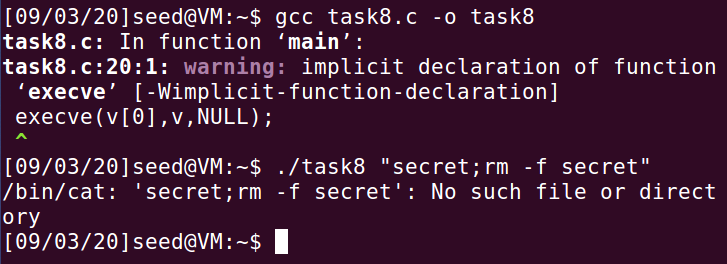 [09/03/20]seed@VM:~$ gcc task8.c -o task8
task8.c: In function ‘main’:
task8.c:20:1: warning: implicit declaration of function
 ‘execve’ [-Wimplicit-function-declaration]
 execve(v[0],v,NULL);
 ^
[09/03/20]seed@VM:~$ ./task8 "secret;rm -f secret"
/bin/cat: 'secret;rm -f secret': No such file or direct
ory
[09/03/20]seed@VM:~$